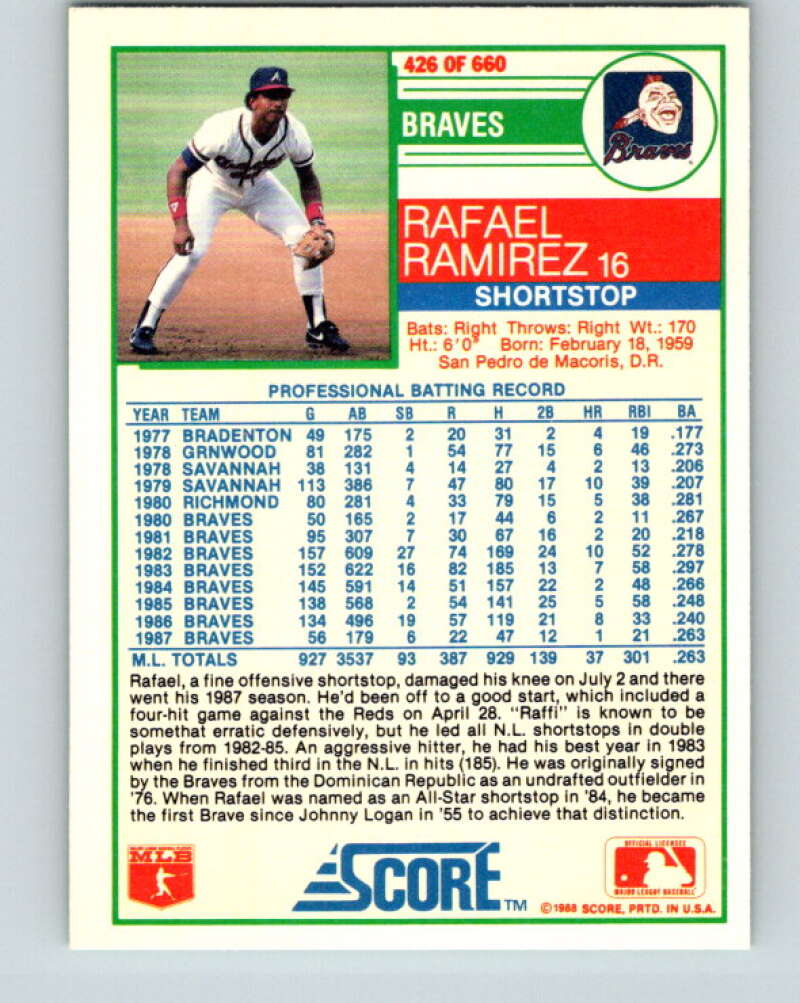 426 OF 660
BRAVES
Braves
RAFAEL
RAMIREZ 16
SHORTSTOP
Bats: Right Throws: Right Wt.: 170
Ht.: 6'0" Born: February 18, 1959
San Pedro de Macoris, D.R.
PROFESSIONAL BATTING RECORD
YEAR TEAM G AB SB R H 2B HR RBI BA
1977 BRADENTON 49 175 2 20 31 2 4 19 .177
1978 GRNWOOD 81 282 1 54 77 15 6 46 .273
1978 SAVANNAH 38 131 4 14 27 4 2 13 .206
1979 SAVANNAH 113 386 7 47 80 17 10 39 .207
1980 RICHMOND 80 281 4 33 79 15 5 38 .281
1980 BRAVES 50 165 2 17 44 6 2 11 .267
1981 BRAVES 95 307 7 30 67 16 2 20 .218
1982 BRAVES 157 609 27 74 169 24 10 52 .278
1983 BRAVES 152 622 16 82 185 13 7 58 .297
1984 BRAVES 145 591 14 51 157 22 2 48 .266
1985 BRAVES 138 568 2 54 141 25 5 58 .248
1986 BRAVES 134 496 19 57 119 21 8 33 .240
1987 BRAVES 56 179 6 22 47 12 1 21 .263
M.L. TOTALS 927 3537 93 387 929 139 37 301 .263
Rafael, a fine offensive shortstop, damaged his knee on July 2 and there
went his 1987 season. He'd been off to a good start, which included a
four-hit game against the Reds on April 28. "Raffi" is known to be
somethat erratic defensively, but he led all N.L. shortstops in double
plays from 1982-85. An aggressive hitter, he had his best year in 1983
when he finished third in the N.L. in hits (185). He was originally signed
by the Braves from the Dominican Republic as an undrafted outfielder in
'76. When Rafael was named as an All-Star shortstop in '84, he became
the first Brave since Johnny Logan in '55 to achieve that distinction.
MLB
SCORE TM
OFFICIAL LICENSEE
MAJOR LEAGUE BASEBALL
©1988 SCORE, PRTD. IN U.S.A.